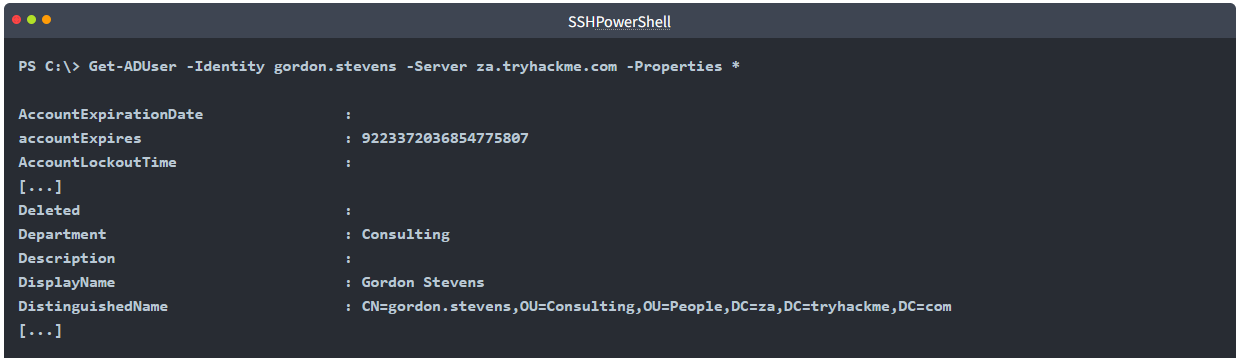 SSHPowerShell
PS C:\> Get-ADUser -Identity gordon.stevens -Server za.tryhackme.com -Properties *
AccountExpirationDate :
accountExpires : 9223372036854775807
AccountLockoutTime :
[...]
Deleted :
Department : Consulting
Description :
DisplayName : Gordon Stevens
DistinguishedName : CN=gordon.stevens,OU=Consulting,OU=People,DC=za,DC=tryhackme,DC=com
[...]